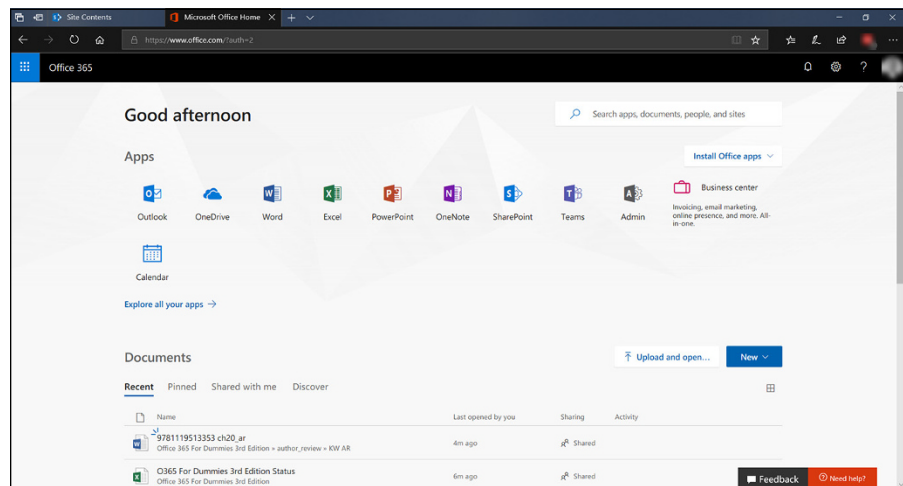 Site Contents
Microsoft Office Home
https://www.office.com/?auth=2
Office 365
Good afternoon
Search apps, documents, people, and sites
Apps
Install Office apps
Outlook
OneDrive
Word
Excel
PowerPoint
OneNote
SharePoint
Teams
Admin
Business center
Invoicing, email marketing,
online presence, and more. All-
in-one.
Calendar
Explore all your apps →
Documents
Upload and open...
New
Recent Pinned Shared with me Discover
Name Last opened by you Sharing Activity
9781119513353 ch20_ar
Office 365 For Dummies 3rd Edition » author_review » KW AR
4m ago
Shared
O365 For Dummies 3rd Edition Status
Office 365 For Dummies 3rd Edition
6m ago
Shared
Feedback
Need help?